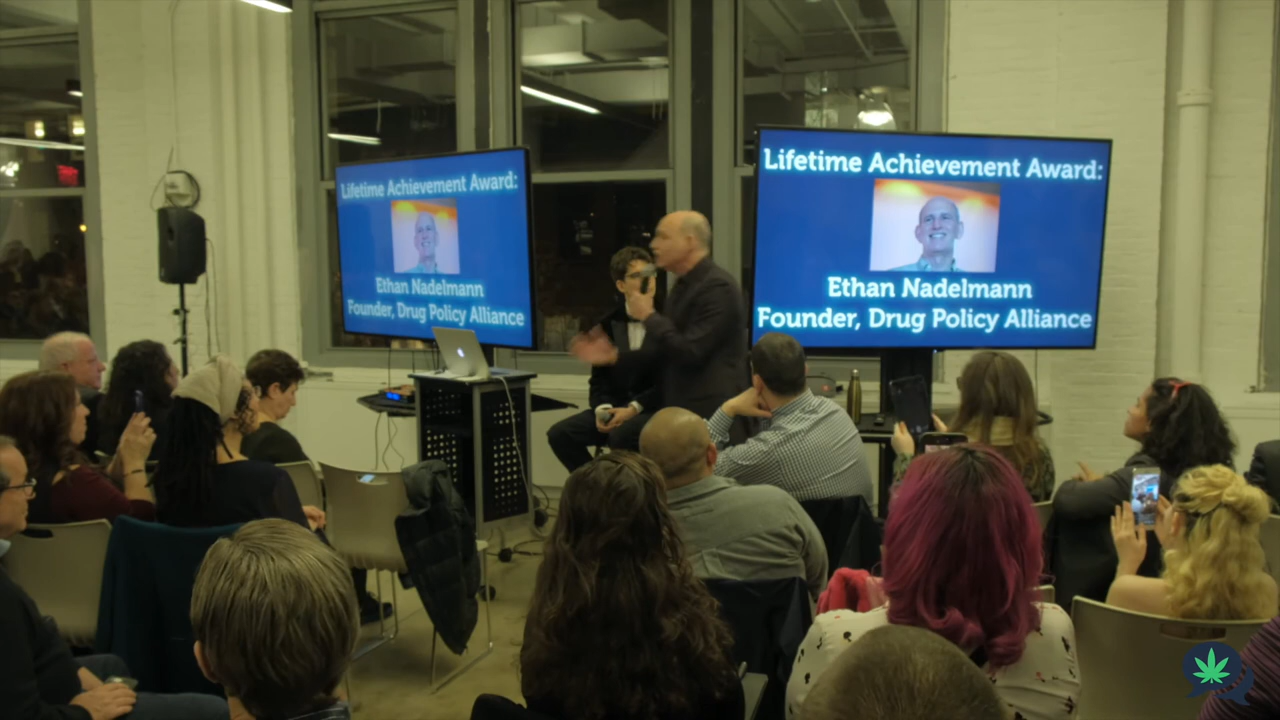 Lifetime Achievement Award:
Ethan Nadelmann
Founder, Drug Policy Alliance
Lifetime Achievement Award:
Ethan Nadelmann
Founder, Drug Policy Alliance